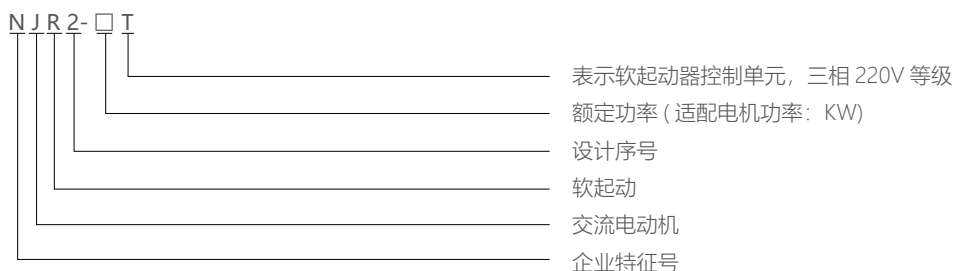 NJR2-□T
表示软起动器控制单元，三相 220V 等级
额定功率 ( 适配电机功率：KW)
设计序号
软起动
交流电动机
企业特征号